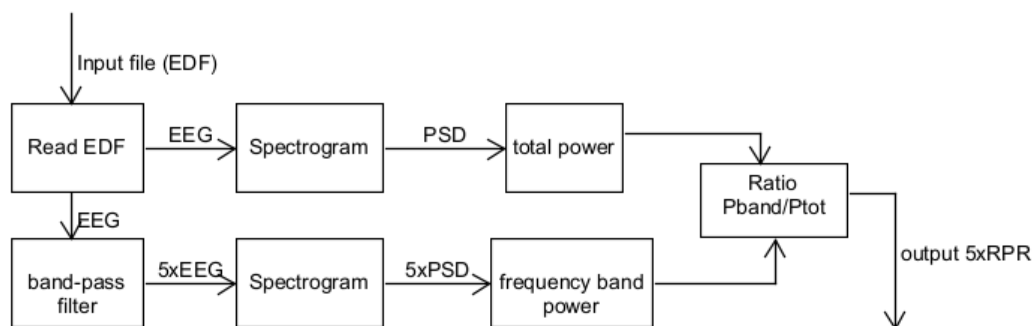 Input file (EDF)
Read EDF
EEG
Spectrogram
PSD
total power
Ratio
Pband/Ptot
EEG
band-pass
filter
5xEEG
Spectrogram
5xPSD
frequency band
power
output 5xRPR